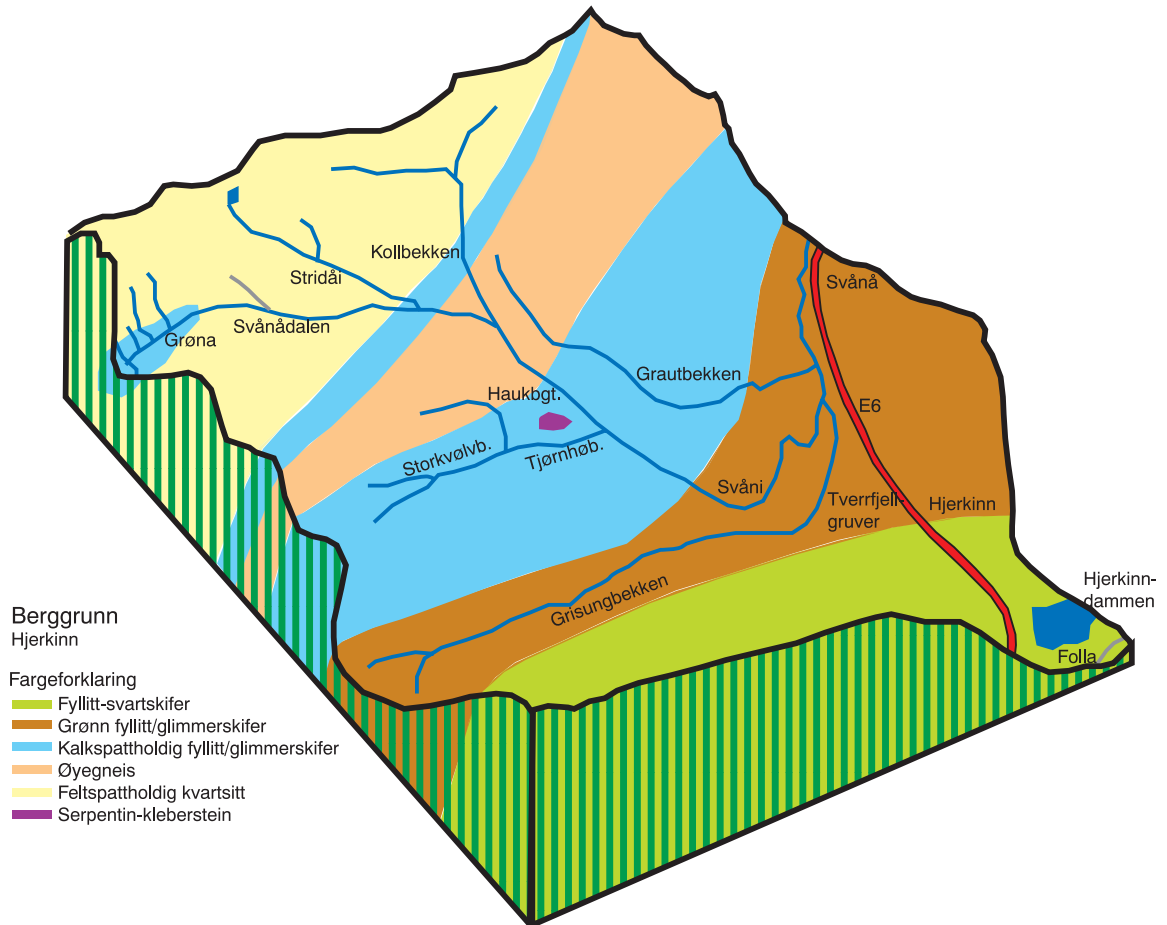 Kollbekken
Stridåi
Svånådalen
Grøna
Svånå
Grautbekken
Haukbgt.
E6
Storkvølvb.
Tjørnhøb.
Svåni
Tverrfjell-
gruver
Hjerkinn
Hjerkinn-
dammen
Grisungbekken
Folla
Berggrunn
Hjerkinn
Fargeforklaring
Fyllitt-svartskifer
Grønn fyllitt/glimmerskifer
Kalkspattholdig fyllitt/glimmerskifer
Øyegneis
Feltspattholdig kvartsitt
Serpentin-kleberstein